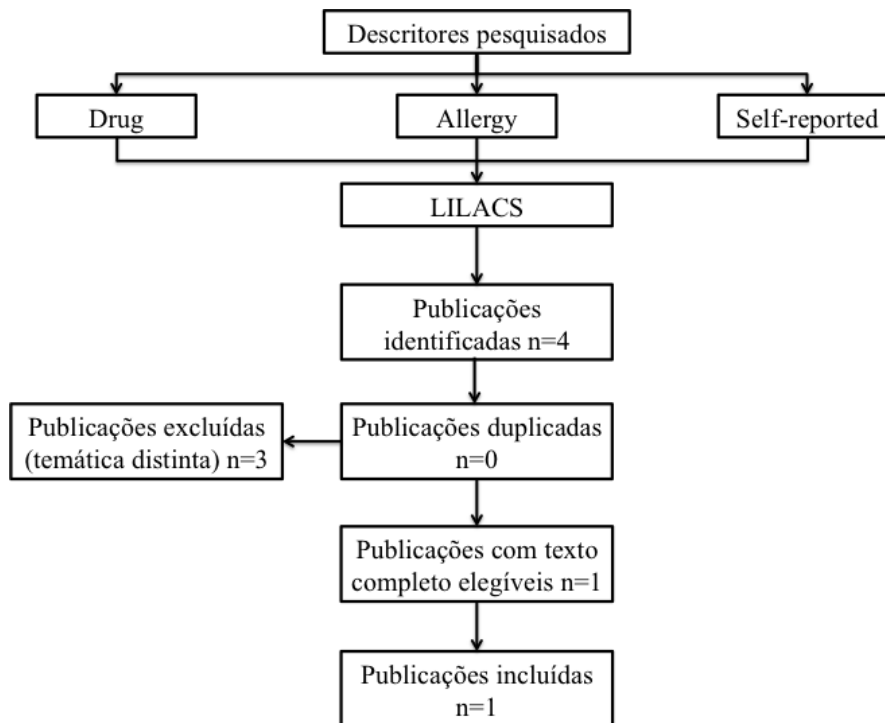 Descritores pesquisados
Drug
Allergy
Self-reported
LILACS
Publicações
identificadas n=4
Publicações excluídas
(temática distinta) n=3
Publicações duplicadas
n=0
Publicações com texto
completo elegíveis n=1
Publicações incluídas
n=1